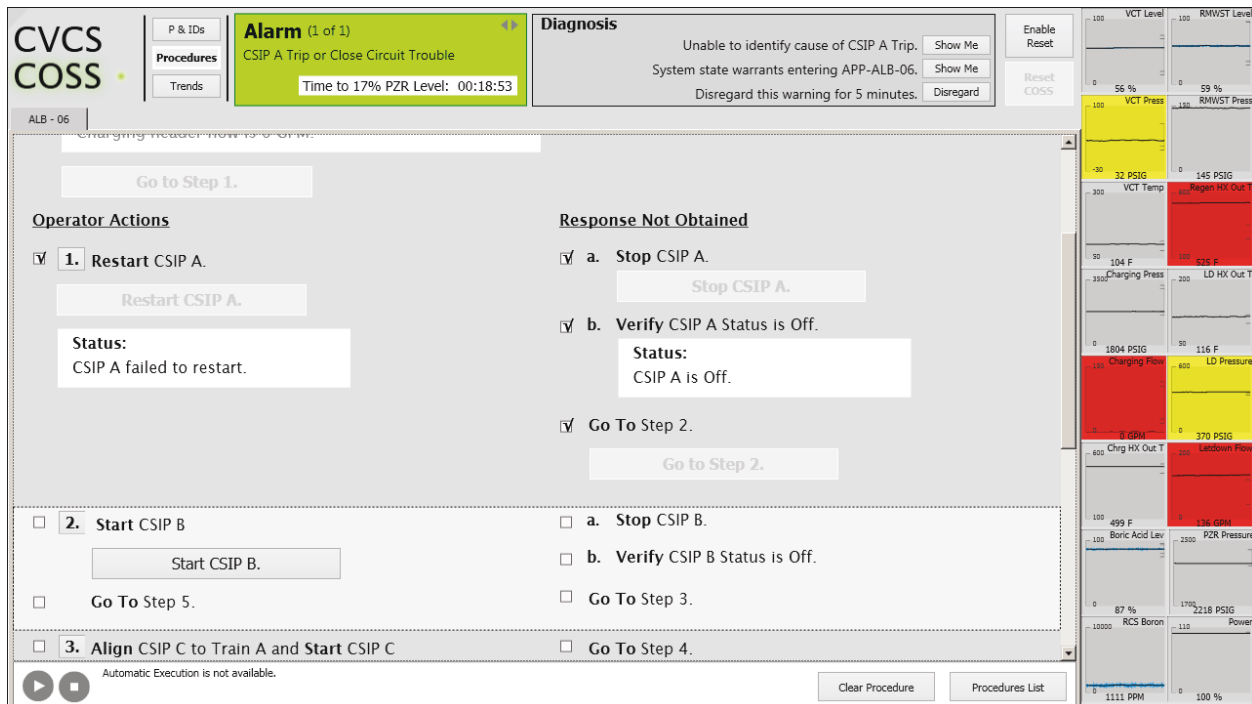 CVCS
COSS
P & IDs
Procedures
Trends
Alarm (1 of 1)
CSIP A Trip or Close Circuit Trouble
Time to 17% PZR Level: 00:18:53
Diagnosis
Unable to identify cause of CSIP A Trip. Show Me
System state warrants entering APP-ALB-06. Show Me
Disregard this warning for 5 minutes. Disregard
Enable
Reset
Reset
COSS
ALB - 06
Charging header flow is 0 GPM.
Go to Step 1.
Operator Actions
Response Not Obtained
1. Restart CSIP A.
Restart CSIP A.
Status:
CSIP A failed to restart.
a. Stop CSIP A.
Stop CSIP A.
b. Verify CSIP A Status is Off.
Status:
CSIP A is Off.
Go To Step 2.
Go to Step 2.
2. Start CSIP B
Start CSIP B.
Go To Step 5.
a. Stop CSIP B.
b. Verify CSIP B Status is Off.
Go To Step 3.
3. Align CSIP C to Train A and Start CSIP C
Go To Step 4.
Automatic Execution is not available.
Clear Procedure
Procedures List
VCT Level
100
0
56 %
RMWST Level
100
0
59 %
VCT Press
100
-30
32 PSIG
RMWST Press
150
0
145 PSIG
VCT Temp
300
50
104 F
Regen HX Out T
600
100
525 F
Charging Press
3500
0
1804 PSIG
LD HX Out T
200
50
116 F
Charging Flow
150
0
0 GPM
LD Pressure
600
0
370 PSIG
Chrg HX Out T
600
100
499 F
Letdown Flow
200
0
136 GPM
Boric Acid Lev
100
0
87 %
PZR Pressure
2500
1700
2218 PSIG
RCS Boron
10000
0
1111 PPM
Power
110
0
100 %